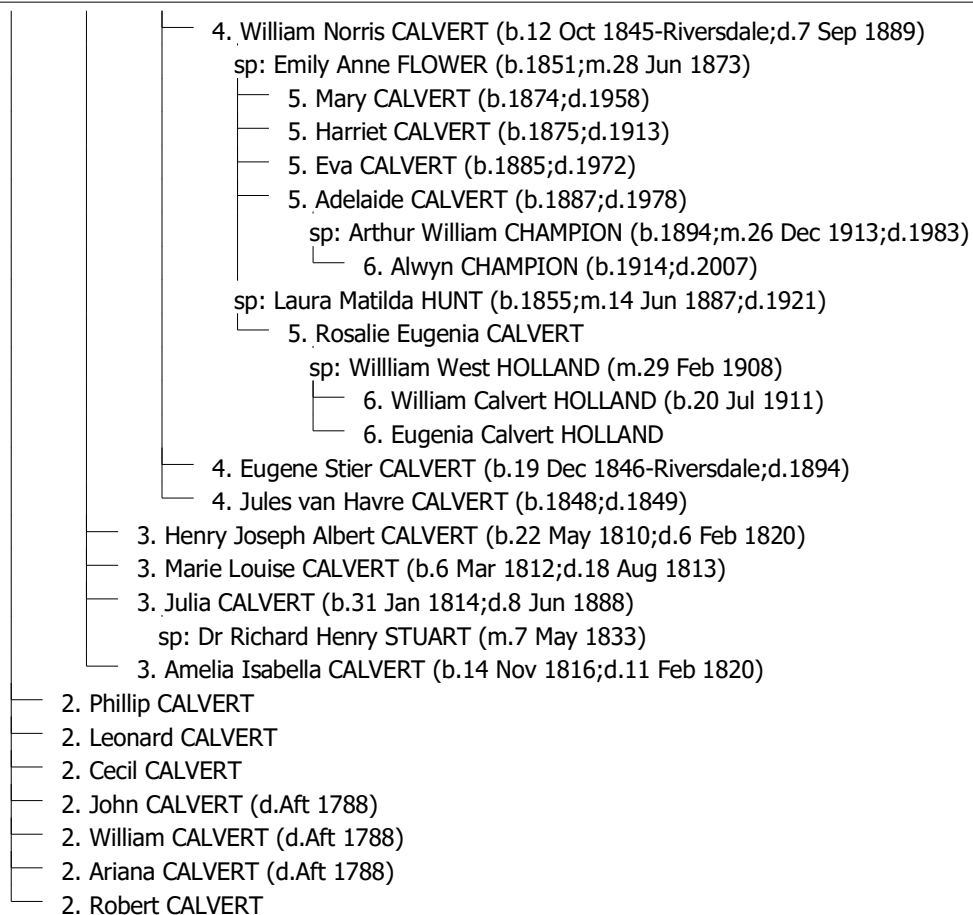 4. William Norris CALVERT (b.12 Oct 1845-Riversdale;d.7 Sep 1889)
sp: Emily Anne FLOWER (b.1851;m.28 Jun 1873)
5. Mary CALVERT (b.1874;d.1958)
5. Harriet CALVERT (b.1875;d.1913)
5. Eva CALVERT (b.1885;d.1972)
5. Adelaide CALVERT (b.1887;d.1978)
sp: Arthur William CHAMPION (b.1894;m.26 Dec 1913;d.1983)
6. Alwyn CHAMPION (b.1914;d.2007)
sp: Laura Matilda HUNT (b.1855;m.14 Jun 1887;d.1921)
5. Rosalie Eugenia CALVERT
sp: Willliam West HOLLAND (m.29 Feb 1908)
6. William Calvert HOLLAND (b.20 Jul 1911)
6. Eugenia Calvert HOLLAND
4. Eugene Stier CALVERT (b.19 Dec 1846-Riversdale;d.1894)
4. Jules van Havre CALVERT (b.1848;d.1849)
3. Henry Joseph Albert CALVERT (b.22 May 1810;d.6 Feb 1820)
3. Marie Louise CALVERT (b.6 Mar 1812;d.18 Aug 1813)
3. Julia CALVERT (b.31 Jan 1814;d.8 Jun 1888)
sp: Dr Richard Henry STUART (m.7 May 1833)
3. Amelia Isabella CALVERT (b.14 Nov 1816;d.11 Feb 1820)
2. Phillip CALVERT
2. Leonard CALVERT
2. Cecil CALVERT
2. John CALVERT (d.Aft 1788)
2. William CALVERT (d.Aft 1788)
2. Ariana CALVERT (d.Aft 1788)
2. Robert CALVERT